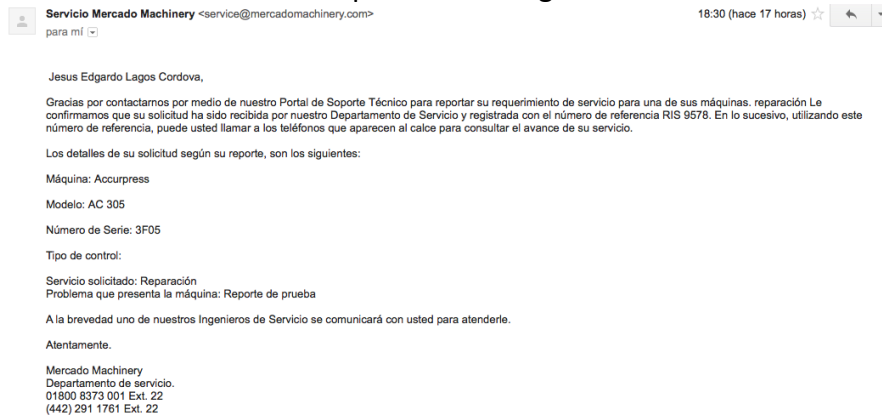 Servicio Mercado Machinery <service@mercadomachinery.com>
18:30 (hace 17 horas)
para mí
Jesus Edgardo Lagos Cordova,
Gracias por contactarnos por medio de nuestro Portal de Soporte Técnico para reportar su requerimiento de servicio para una de sus máquinas. reparación Le
confirmamos que su solicitud ha sido recibida por nuestro Departamento de Servicio y registrada con el número de referencia RIS 9578. En lo sucesivo, utilizando este
número de referencia, puede usted llamar a los teléfonos que aparecen al calce para consultar el avance de su servicio.
Los detalles de su solicitud según su reporte, son los siguientes:
Máquina: Accurpress
Modelo: AC 305
Número de Serie: 3F05
Tipo de control:
Servicio solicitado: Reparación
Problema que presenta la máquina: Reporte de prueba
A la brevedad uno de nuestros Ingenieros de Servicio se comunicará con usted para atenderle.
Atentamente.
Mercado Machinery
Departamento de servicio.
01800 8373 001 Ext. 22
(442) 291 1761 Ext. 22